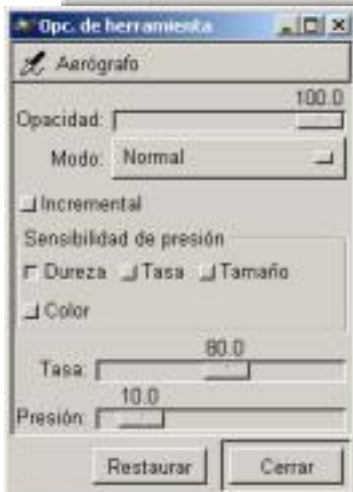 Opc. de herramienta
Aerógrafo
100.0
Opacidad:
Modo: Normal
Incremental
Sensibilidad de presión
Dureza Tasa Tamaño
Color
80.0
Tasa:
10.0
Presión:
Restaurar Cerrar